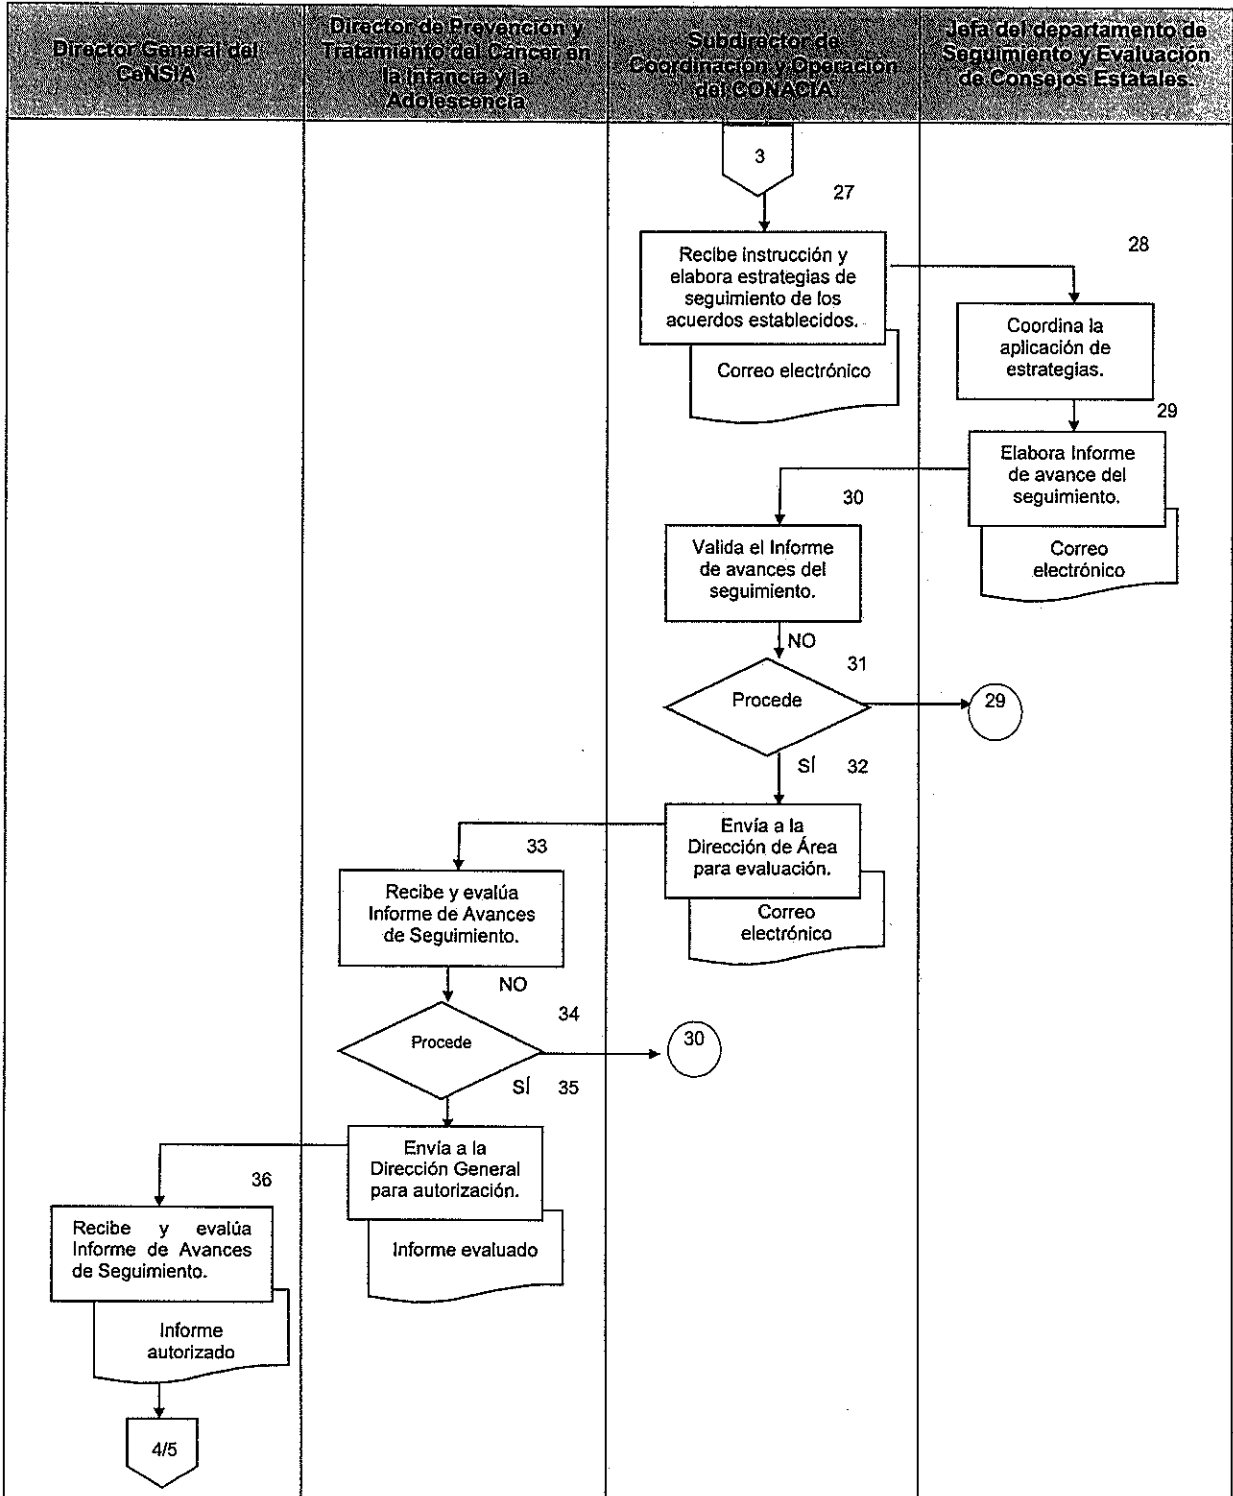 Director General del
CeNSIA
Director de Prevención y
Tratamiento del Cáncer en
la Infancia y la
Adolescencia
Subdirector de
Coordinación y Operación
del CONACIA.
Jefa del departamento de
Seguimiento y Evaluación
de Consejos Estatales.
3
27
Recibe instrucción y
elabora estrategias de
seguimiento de los
acuerdos establecidos.
Correo electrónico
28
Coordina la
aplicación de
estrategias.
29
Elabora Informe
de avance del
seguimiento.
Correo
electrónico
30
Valida el Informe
de avances del
seguimiento.
NO
31
Procede
29
SÍ
32
Envía a la
Dirección de Área
para evaluación.
Correo
electrónico
33
Recibe y evalúa
Informe de Avances
de Seguimiento.
NO
34
Procede
30
SÍ
35
Envía a la
Dirección General
para autorización.
Informe evaluado
36
Recibe y evalúa
Informe de Avances
de Seguimiento.
Informe
autorizado
4/5